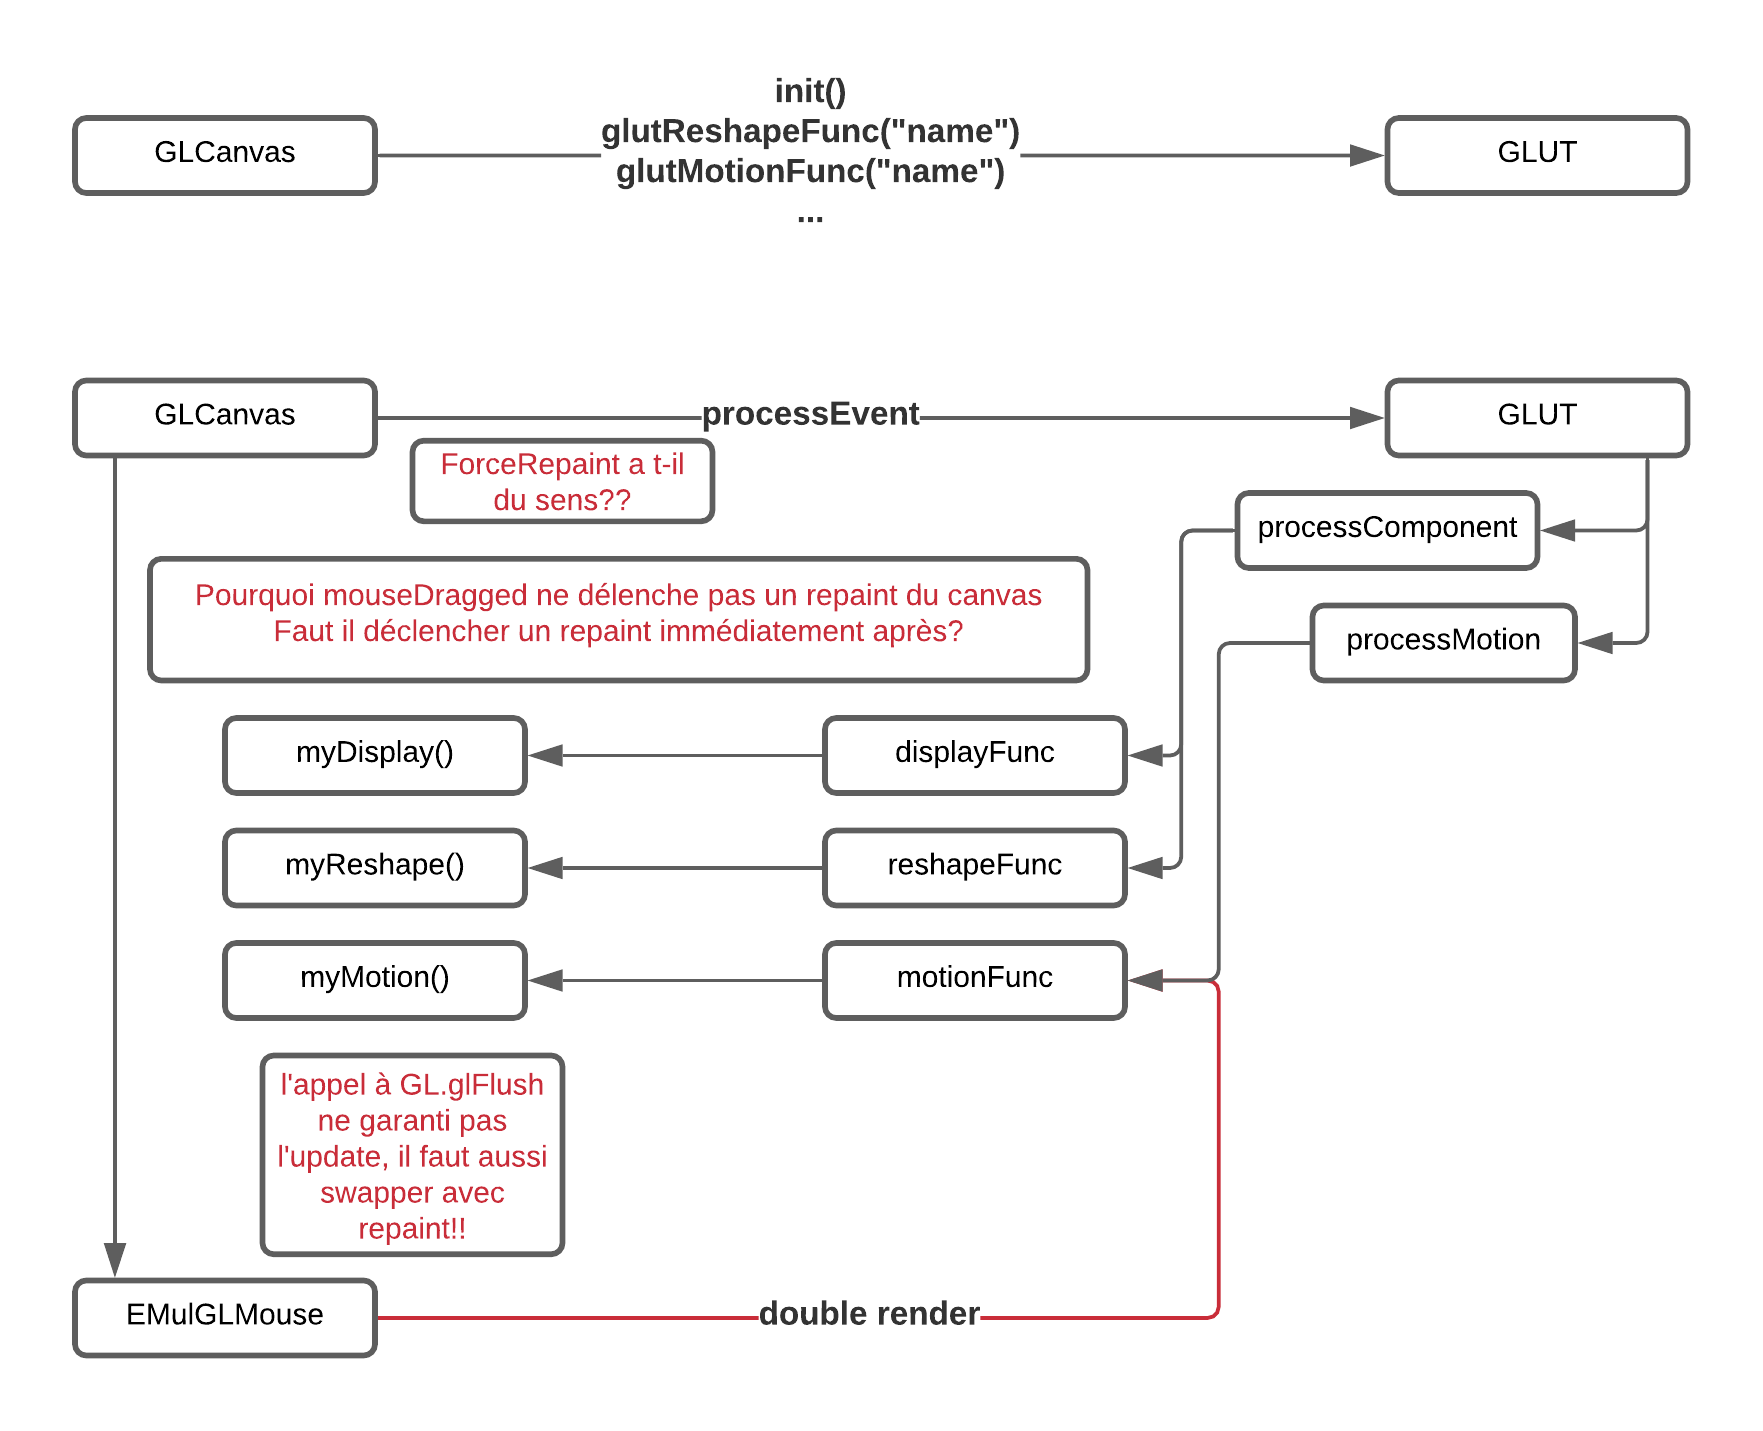 init()
GLCanvas
glutReshapeFunc("name")
glutMotionFunc("name")
...
GLUT
GLCanvas
processEvent
GLUT
ForceRepaint a t-il
du sens??
processComponent
Pourquoi mouseDragged ne délenche pas un repaint du canvas
Faut il déclencher un repaint immédiatement après?
processMotion
myDisplay()
displayFunc
myReshape()
reshapeFunc
myMotion()
motionFunc
l'appel à GL.glFlush
ne garanti pas
l'update, il faut aussi
swapper avec
repaint!!
EMulGLMouse
double render